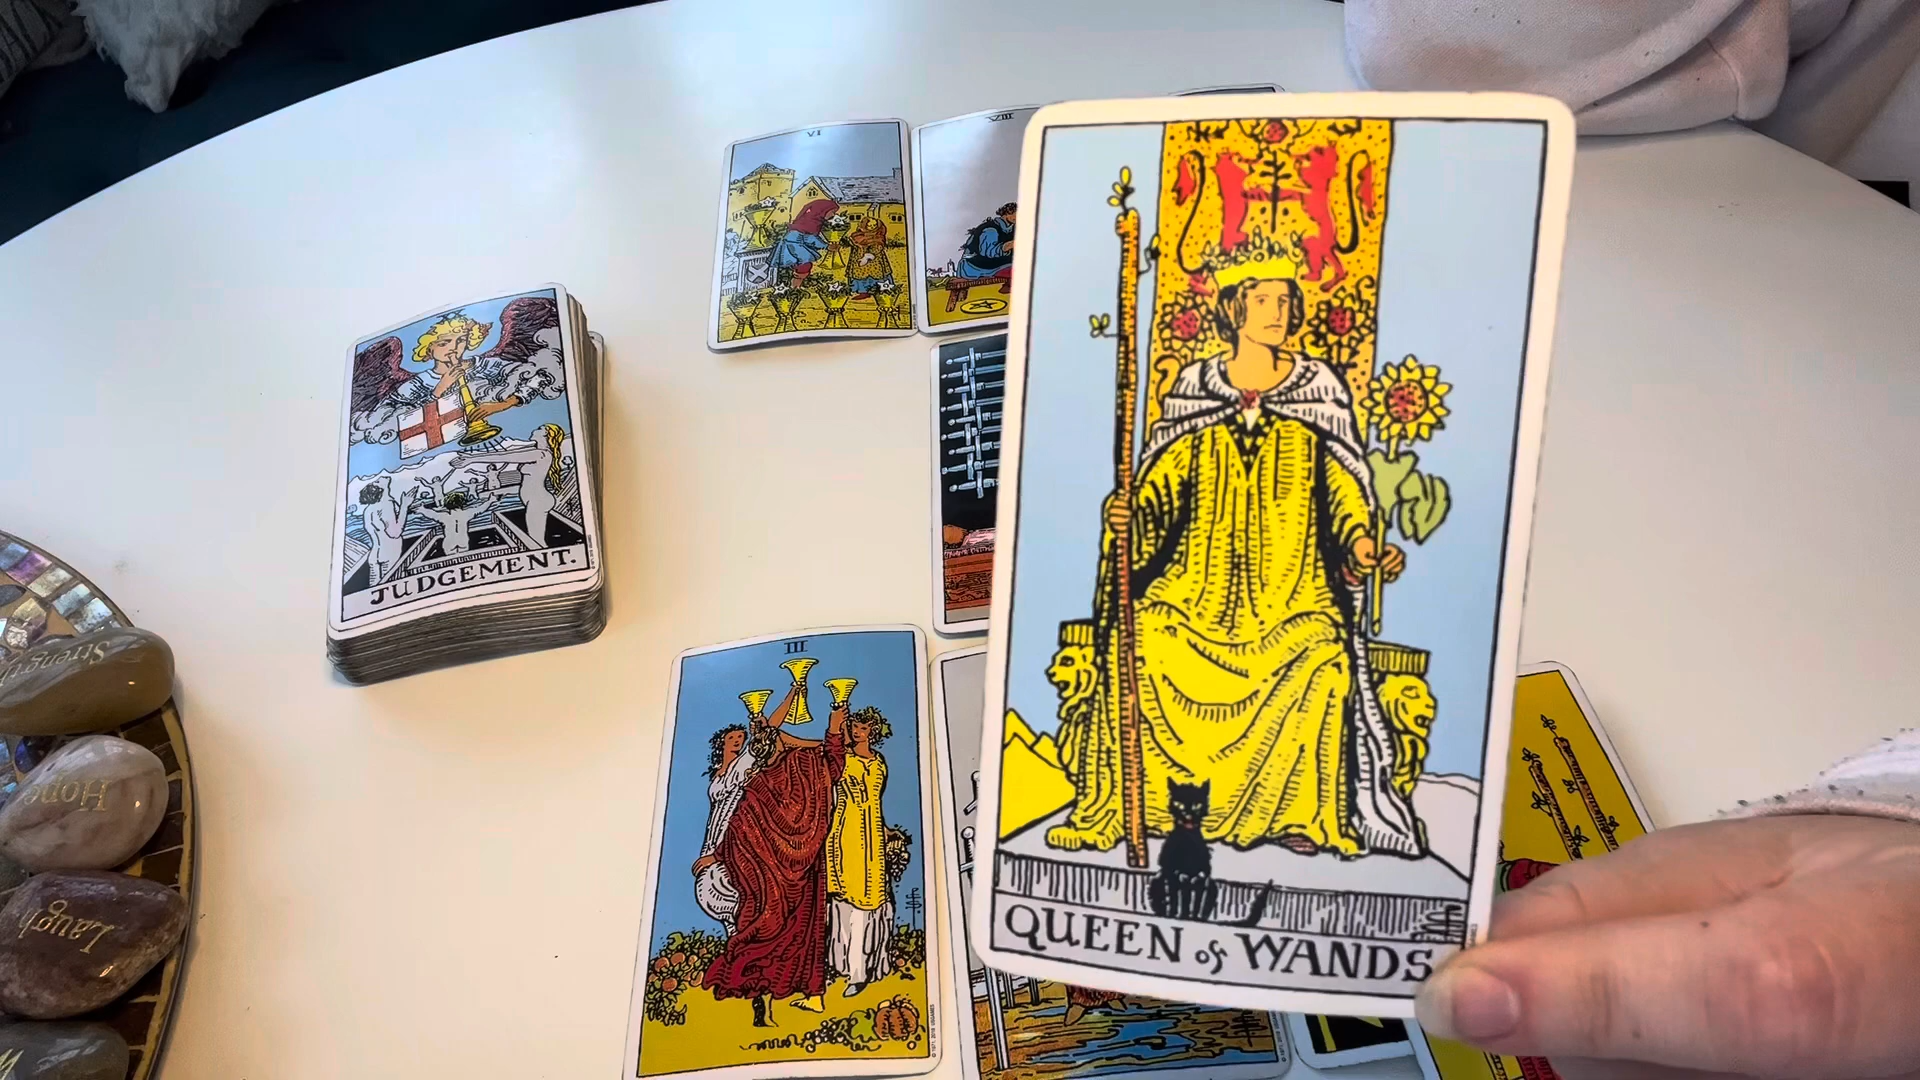 VI
VIII
JUDGEMENT.
III
QUEEN of WANDS
Strength
Hope
Laugh